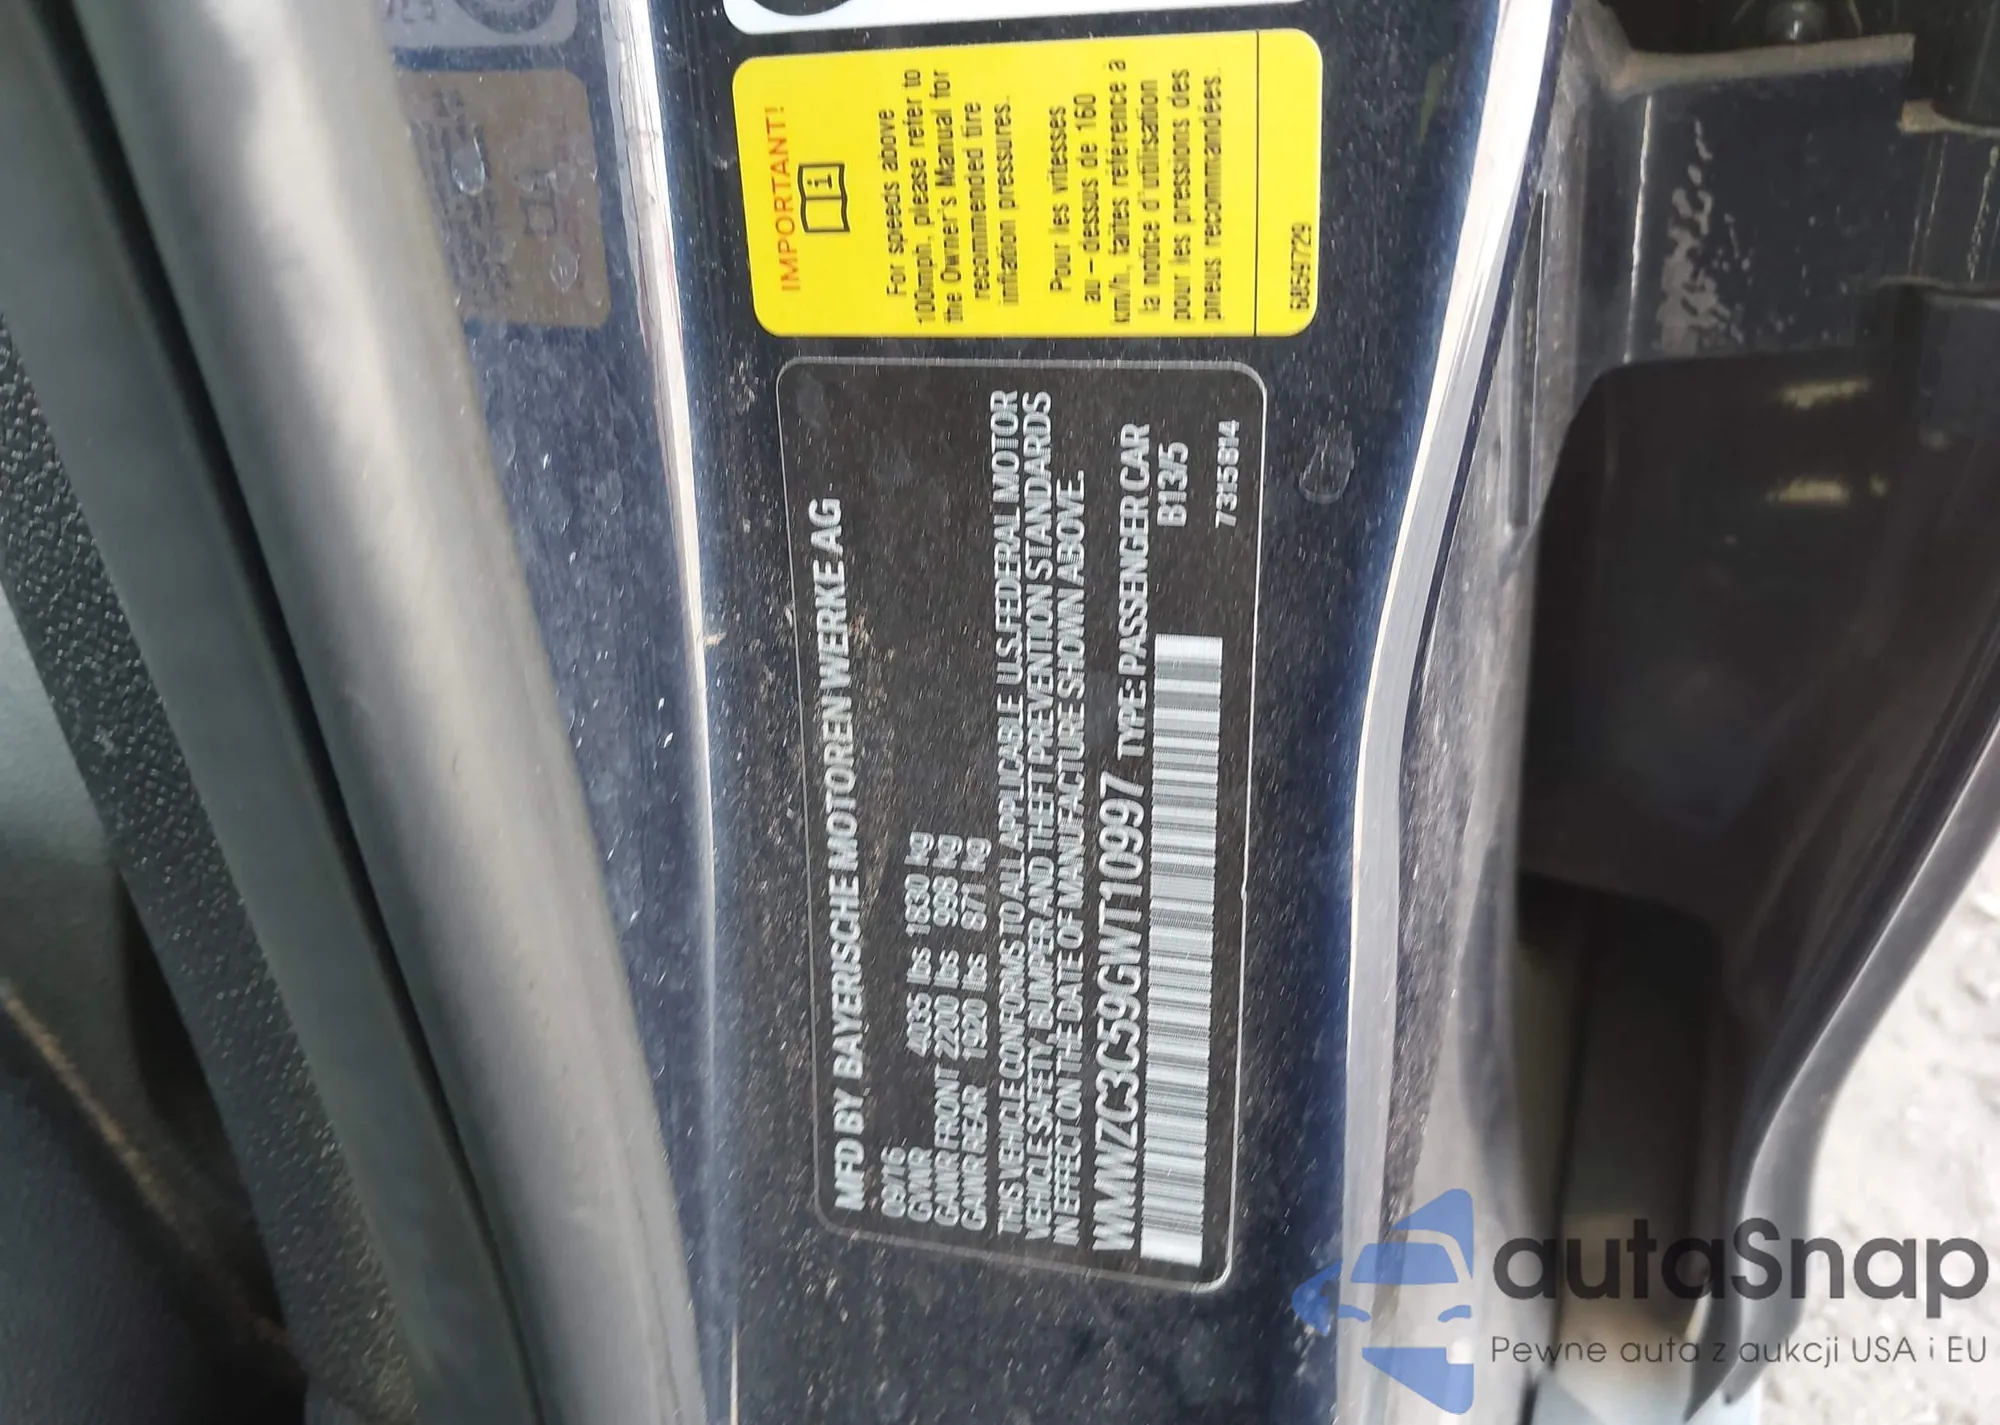 IMPORTANT!
For speeds above
100mph, please refer to
the Owner's Manual for
recommended tire
inflation pressures.
Pour les vitesses
au-dessus de 160
km/h, faites référence à
la notice d'utilisation
pour les pressions des
pneus recommandées.
6859729
MFD BY BAYERISCHE MOTOREN WERKE AG
09/16
GVWR 4035 lbs 1830 kg
GAWR FRONT 2200 lbs 998 kg
GAWR REAR 1920 lbs 871 kg
THIS VEHICLE CONFORMS TO ALL APPLICABLE U.S. FEDERAL MOTOR
VEHICLE SAFETY, BUMPER AND THEFT PREVENTION STANDARDS
IN EFFECT ON THE DATE OF MANUFACTURE SHOWN ABOVE.
WMWZC3C59GWT10997 TYPE: PASSENGER CAR
B13/5
7315814
autaSnap
Pewne auta z aukcji USA i EU